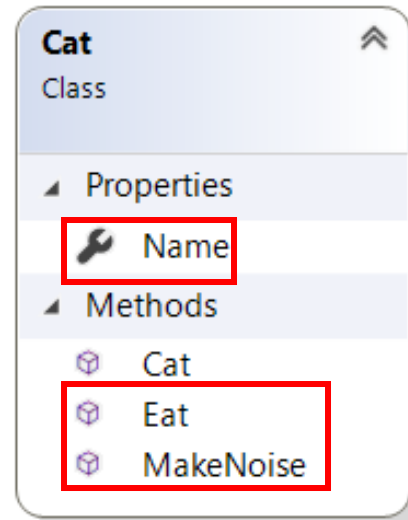 Cat
Class
Properties
Name
Methods
Cat
Eat
MakeNoise